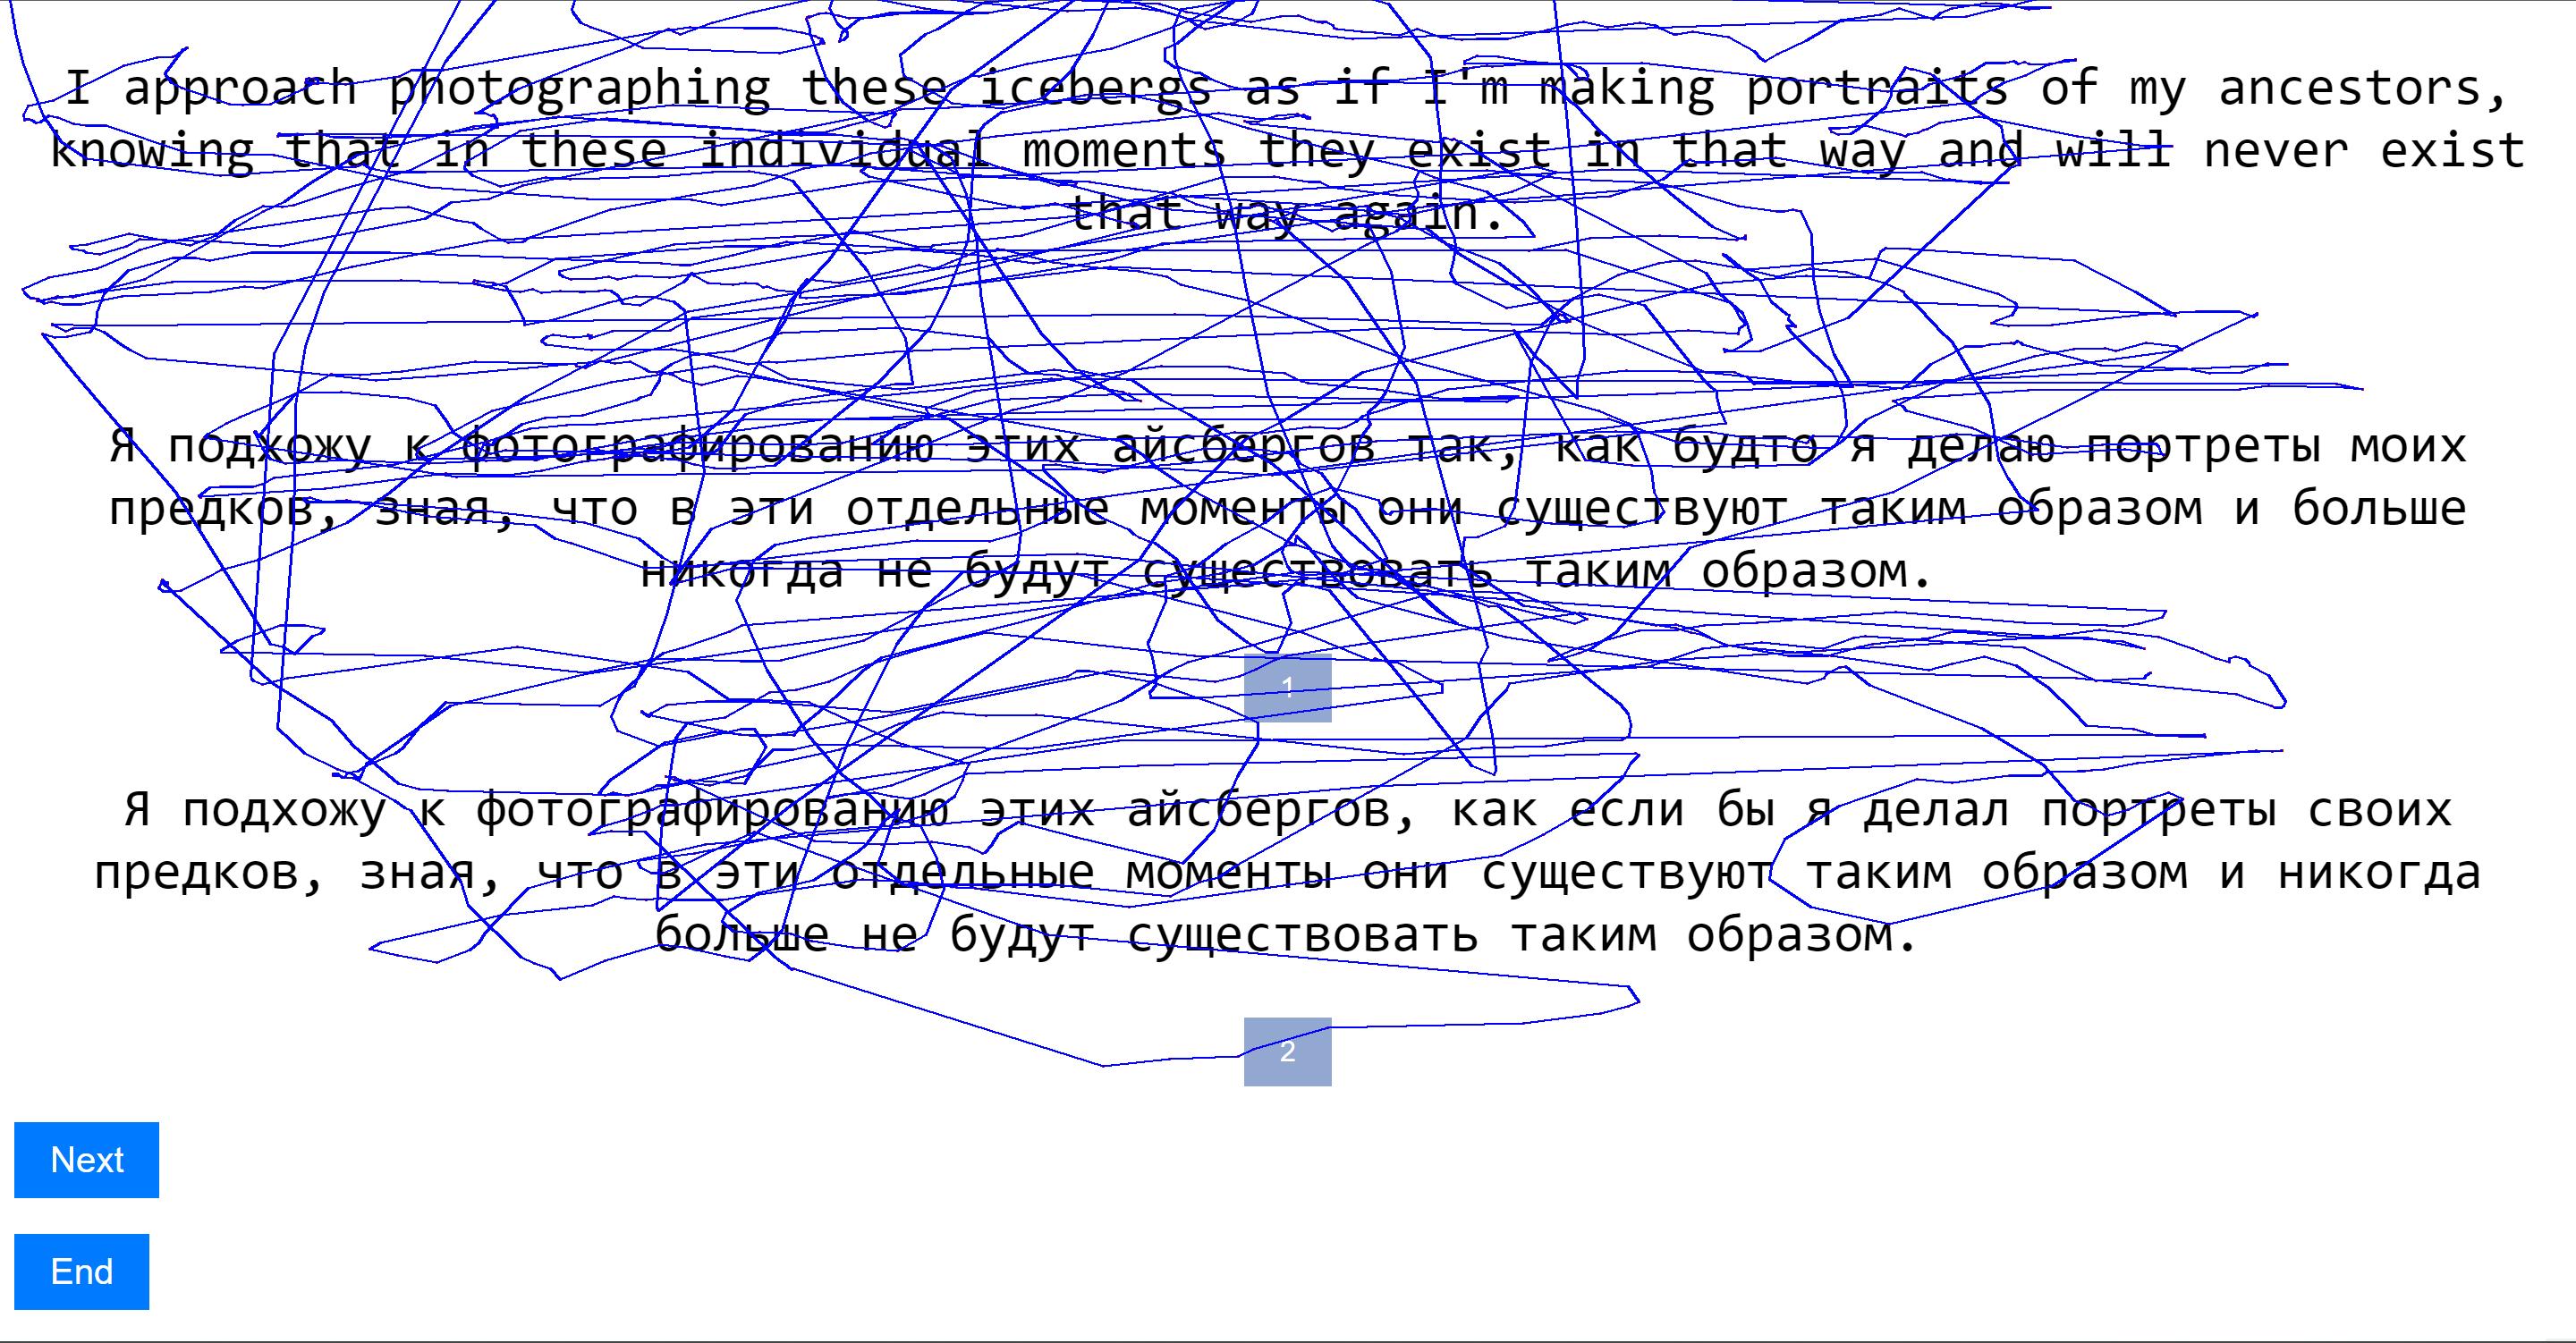 I approach photographing these icebergs as if I'm making portraits of my ancestors,
knowing that in these individual moments they exist in that way and will never exist
that way again.
Я подхожу к фотографированию этих айсбергов так, как будто я делаю портреты моих
предков, зная, что в эти отдельные моменты они существуют таким образом и больше
никогда не будут существовать таким образом.
1
Я подхожу к фотографированию этих айсбергов, как если бы я делал портреты своих
предков, зная, что в эти отдельные моменты они существуют таким образом и никогда
больше не будут существовать таким образом.
2
Next
End